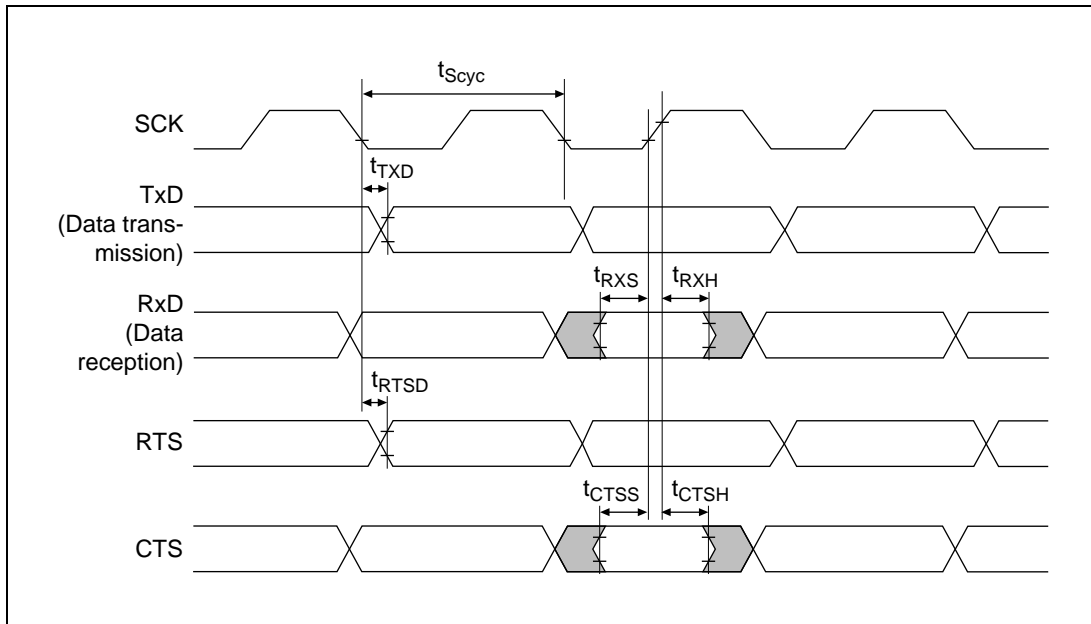 tScyc
SCK
tTXD
TxD
(Data trans-
mission)
tRXS
tRXH
RxD
(Data
reception)
tRTSD
RTS
tCTSS
tCTSH
CTS